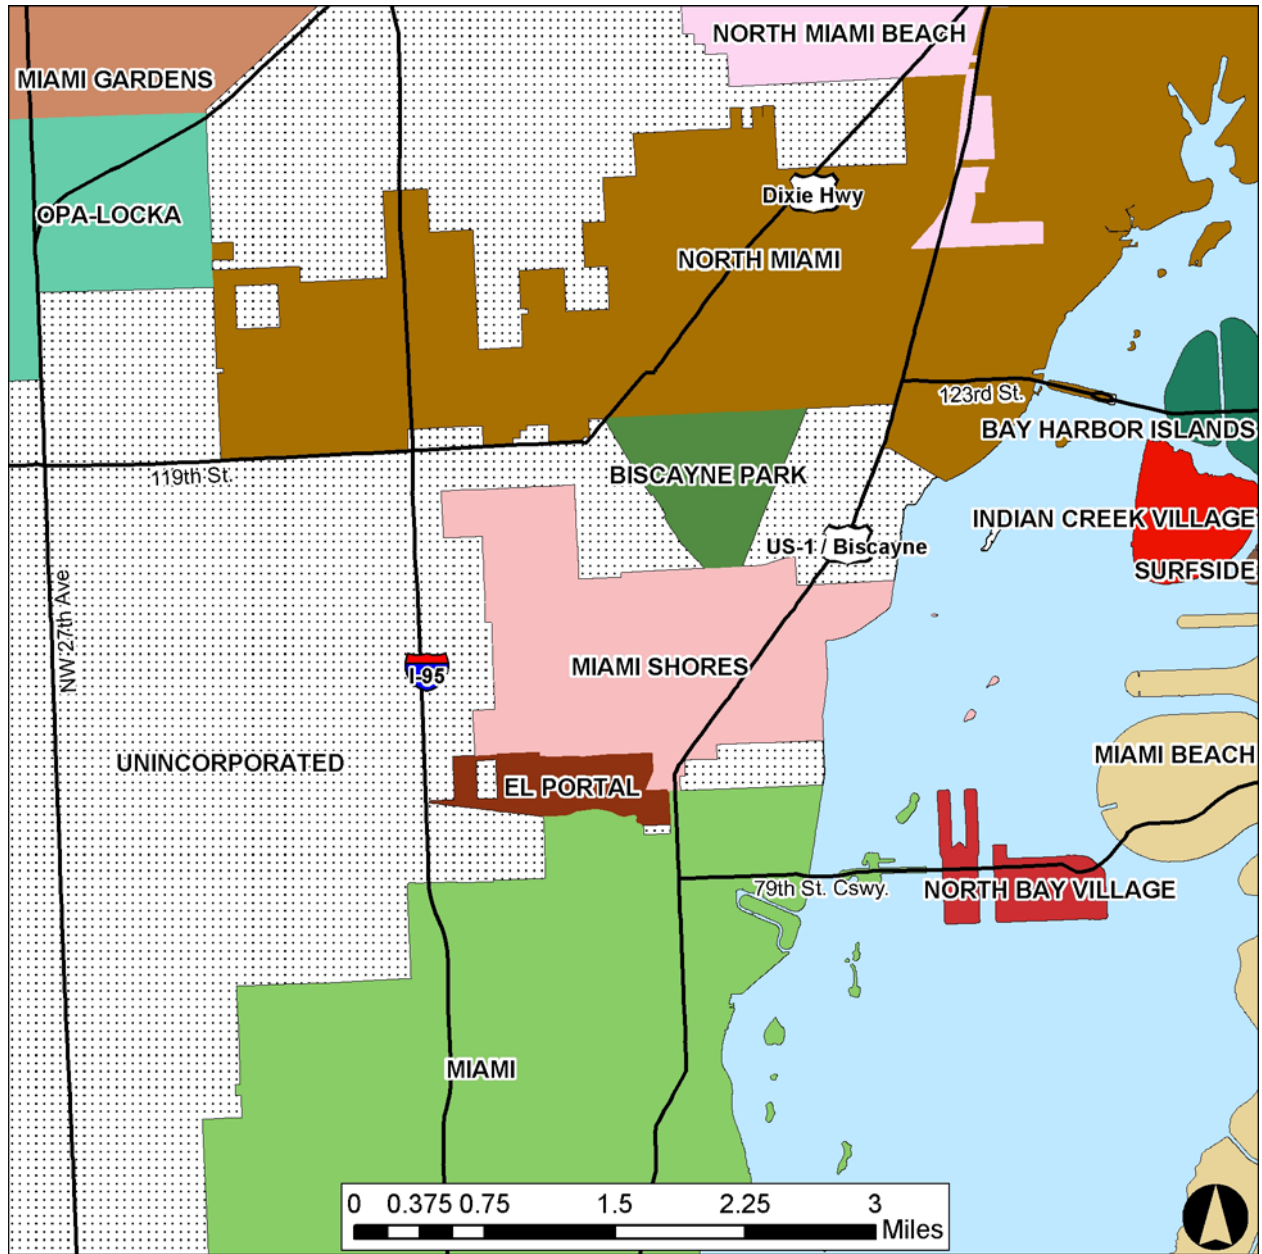 NORTH MIAMI BEACH
MIAMI GARDENS
Dixie Hwy
OPA-LOCKA
NORTH MIAMI
123rd St.
BAY HARBOR ISLANDS
119th St.
BISCAYNE PARK
INDIAN CREEK VILLAGE
US-1 / Biscayne
SURFSIDE
NW 27th Ave
MIAMI SHORES
I-95
MIAMI BEACH
UNINCORPORATED
EL PORTAL
79th St. Cswy.
NORTH BAY VILLAGE
MIAMI
0 0.375 0.75 1.5 2.25 3
Miles